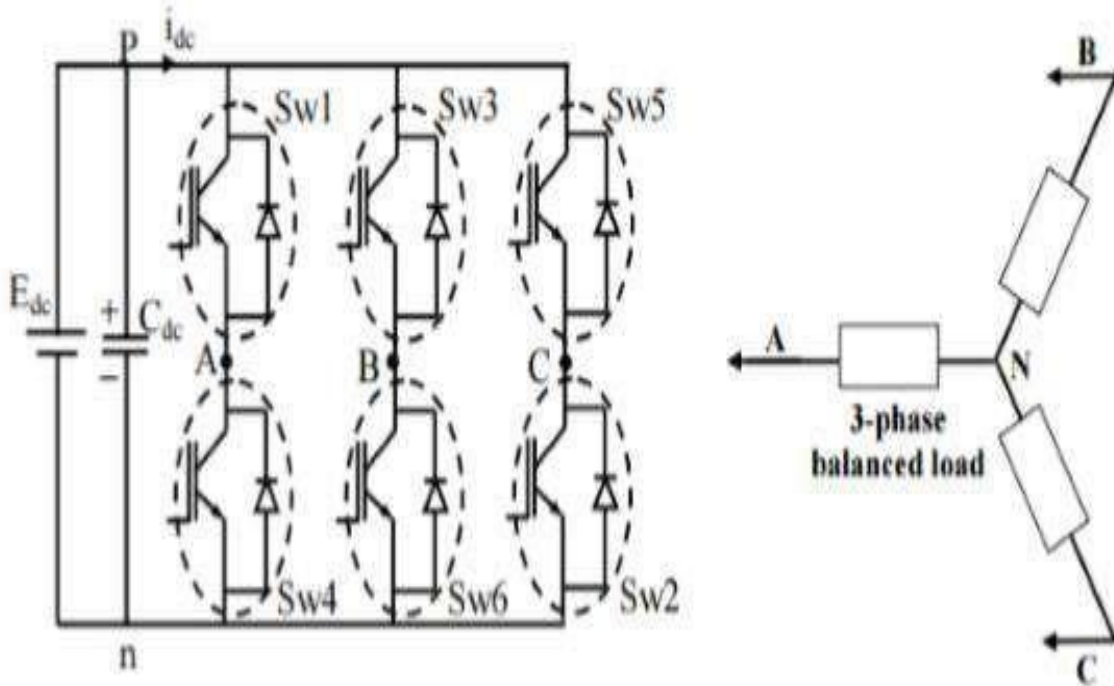 P
i_dc
Sw1
Sw3
Sw5
E_dc
+
C_dc
−
A
B
C
Sw4
Sw6
Sw2
n
B
A
N
3-phase
balanced load
C